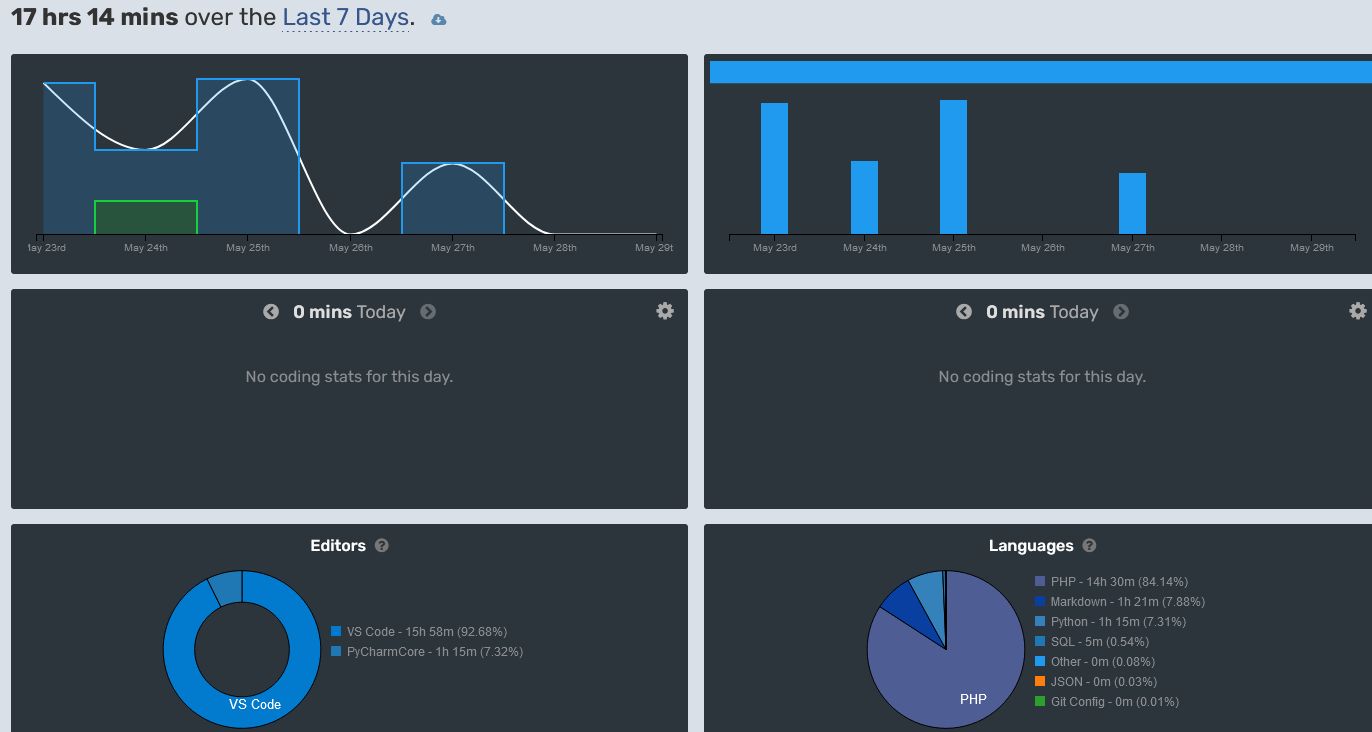 17 hrs 14 mins over the Last 7 Days.
May 24th May 25th May 26th May 27th May 28th
May 23rd May 24th May 25th May 26th May 27th May 28th May 29th
0 mins Today
No coding stats for this day.
0 mins Today
No coding stats for this day.
Editors ?
VS Code - 15h 58m (92.68%)
PyCharmCore - 1h 15m (7.32%)
VS Code
Languages ?
PHP - 14h 30m (84.14%)
Markdown - 1h 21m (7.88%)
Python - 1h 15m (7.31%)
SQL - 5m (0.54%)
Other - 0m (0.08%)
JSON - 0m (0.03%)
Git Config - 0m (0.01%)
PHP